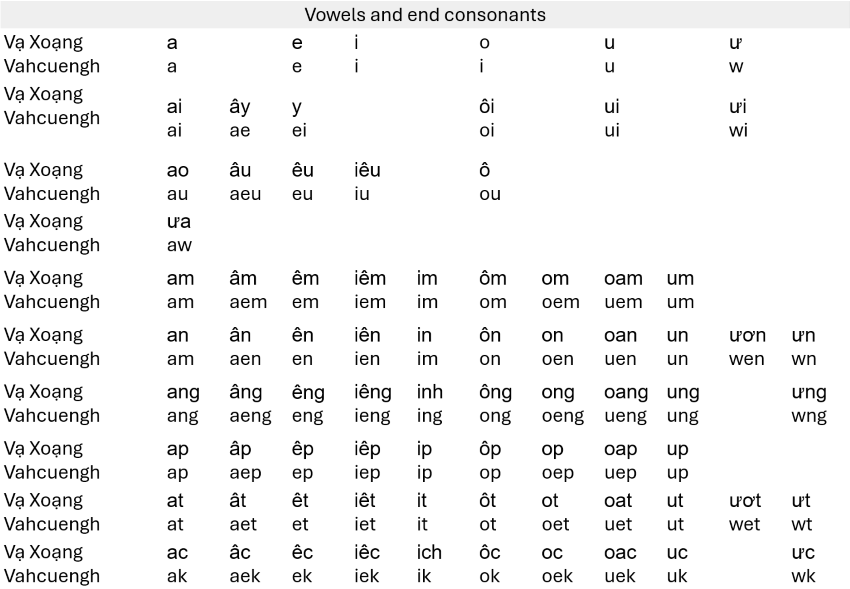 Vowels and end consonants
Vạ Xoạng a e i o u ư
Vahcuengh a e i i u w
Vạ Xoạng ai ây y ôi ui ưi
Vahcuengh ai ae ei oi ui wi
Vạ Xoạng ao âu êu iêu ô
Vahcuengh au aeu eu iu ou
Vạ Xoạng ưa
Vahcuengh aw
Vạ Xoạng am âm êm iêm im ôm om oam um
Vahcuengh am aem em iem im om oem uem um
Vạ Xoạng an ân ên iên in ôn on oan un ươn ưn
Vahcuengh am aen en ien im on oen uen un wen wn
Vạ Xoạng ang âng êng iêng inh ông ong oang ung ưng
Vahcuengh ang aeng eng ieng ing ong oeng ueng ung wng
Vạ Xoạng ap âp êp iêp ip ôp op oap up
Vahcuengh ap aep ep iep ip op oep uep up
Vạ Xoạng at ât êt iêt it ôt ot oat ut ươt ưt
Vahcuengh at aet et iet it ot oet uet ut wet wt
Vạ Xoạng ac âc êc iêc ich ôc oc oac uc ưc
Vahcuengh ak aek ek iek ik ok oek uek uk wk